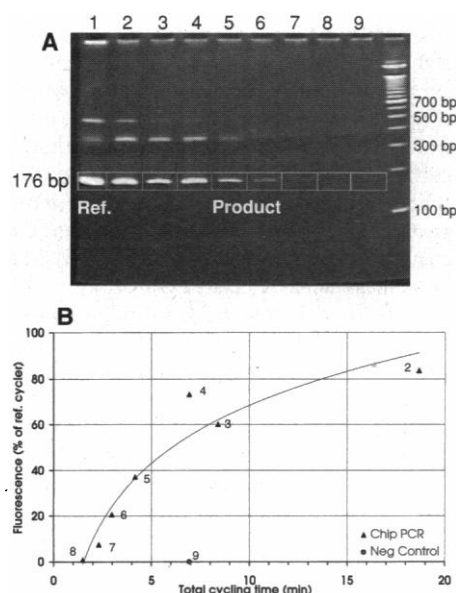 A
1 2 3 4 5 6 7 8 9
700 bp
500 bp
300 bp
176 bp
Ref.
Product
100 bp
B
Fluorescence (% of ref. cycler)
100
80
60
40
20
0
2
4
3
5
6
7
8
9
▲ Chip PCR
● Neg Control
0 5 10 15 20
Total cycling time (min)